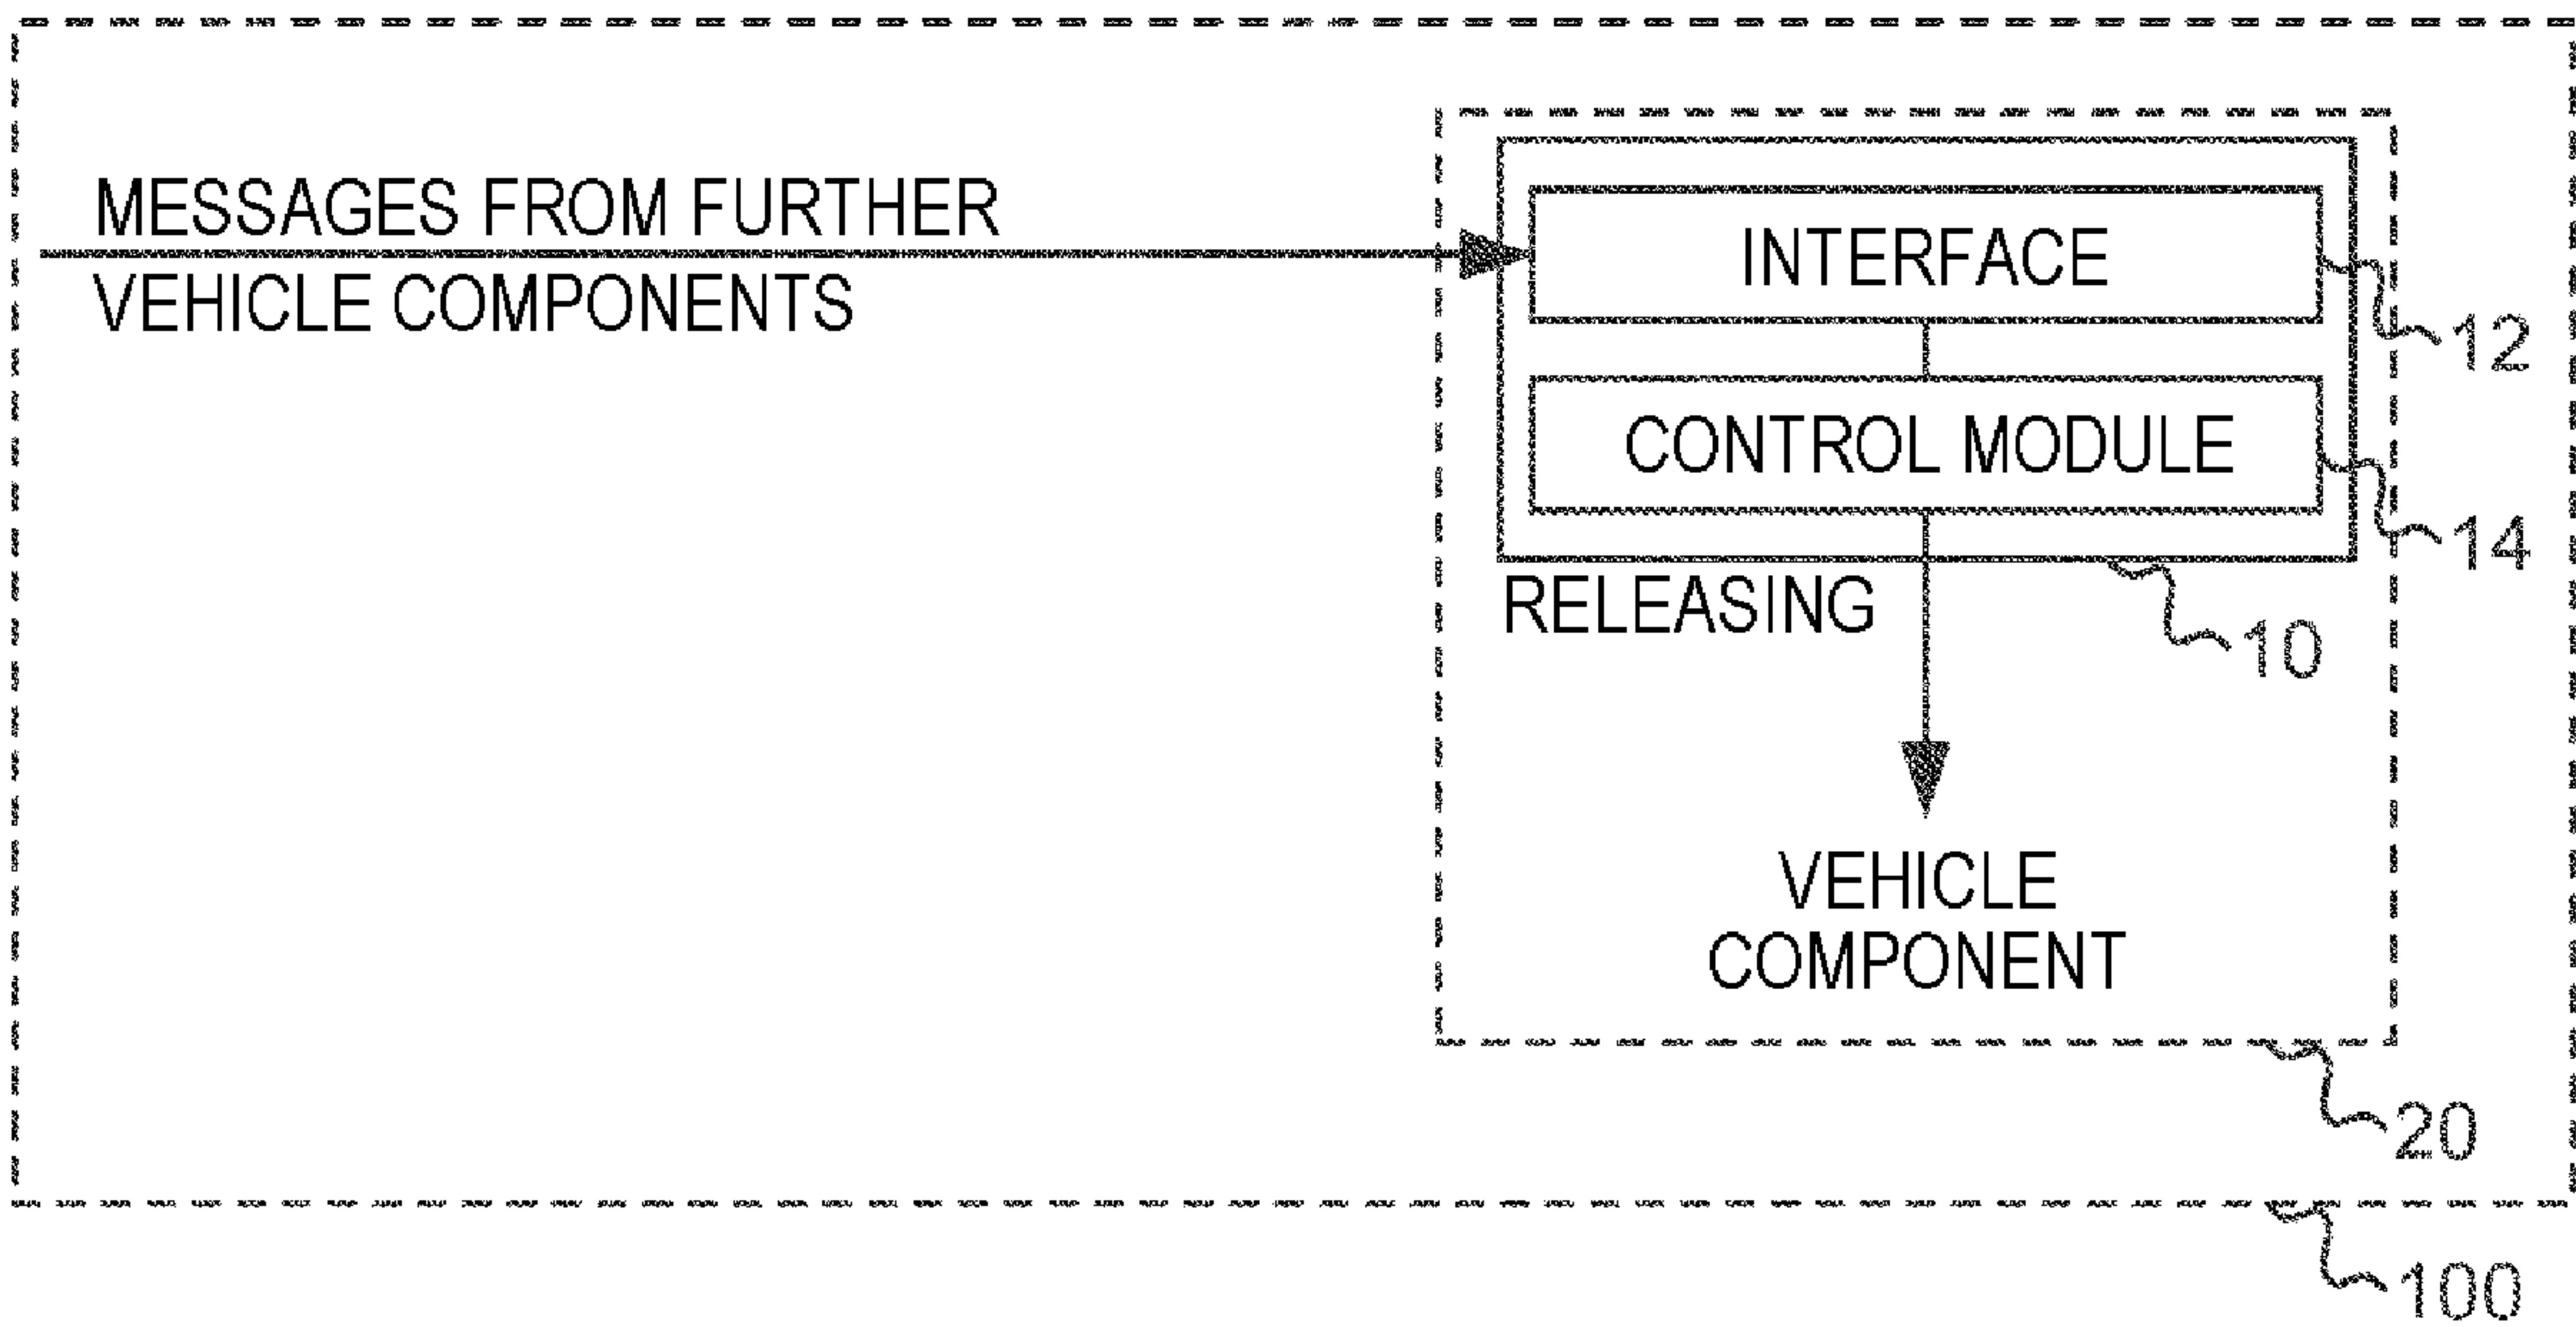 MESSAGES FROM FURTHER
VEHICLE COMPONENTS
INTERFACE
12
CONTROL MODULE
14
RELEASING
10
VEHICLE
COMPONENT
20
100